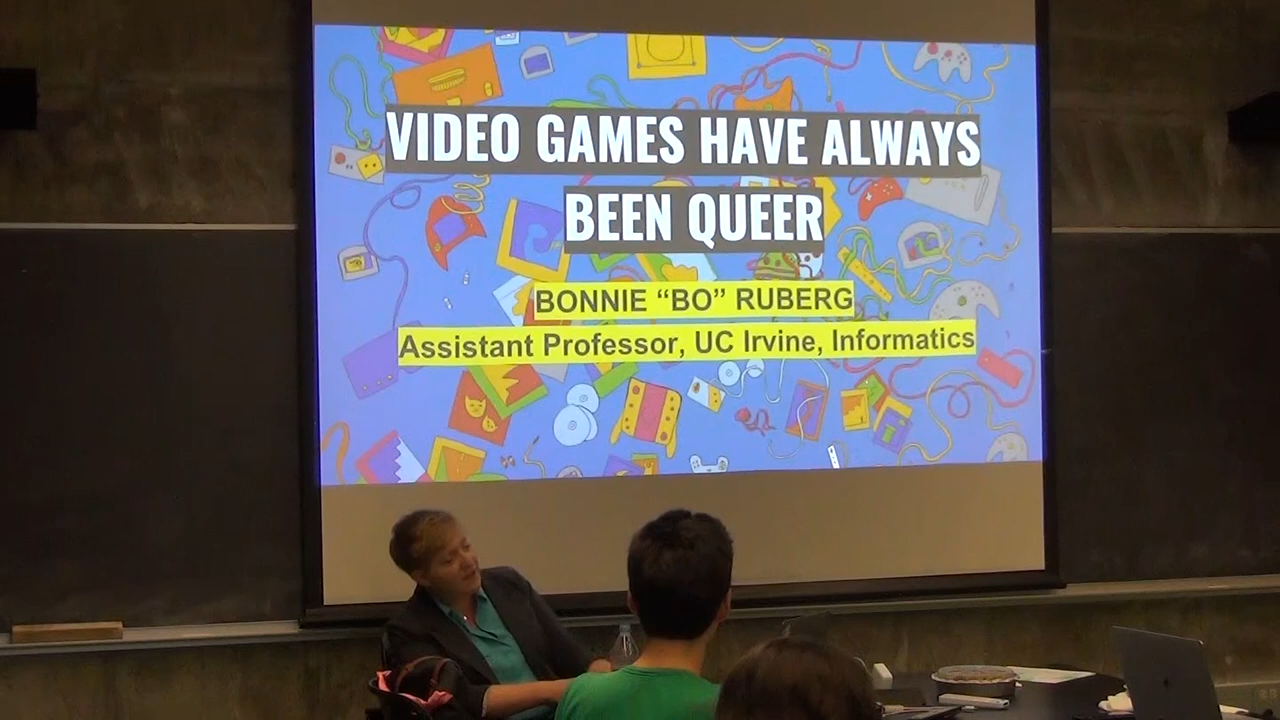 VIDEO GAMES HAVE ALWAYS
BEEN QUEER
BONNIE “BO” RUBERG
Assistant Professor, UC Irvine, Informatics